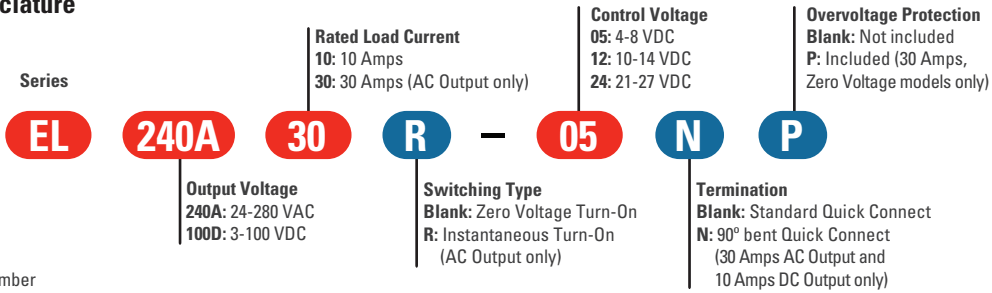 clature
Series
Rated Load Current
10: 10 Amps
30: 30 Amps (AC Output only)
Control Voltage
05: 4-8 VDC
12: 10-14 VDC
24: 21-27 VDC
Overvoltage Protection
Blank: Not included
P: Included (30 Amps,
Zero Voltage models only)
EL 240A 30 R – 05 N P
Output Voltage
240A: 24-280 VAC
100D: 3-100 VDC
Switching Type
Blank: Zero Voltage Turn-On
R: Instantaneous Turn-On
(AC Output only)
Termination
Blank: Standard Quick Connect
N: 90º bent Quick Connect
(30 Amps AC Output and
10 Amps DC Output only)
mber